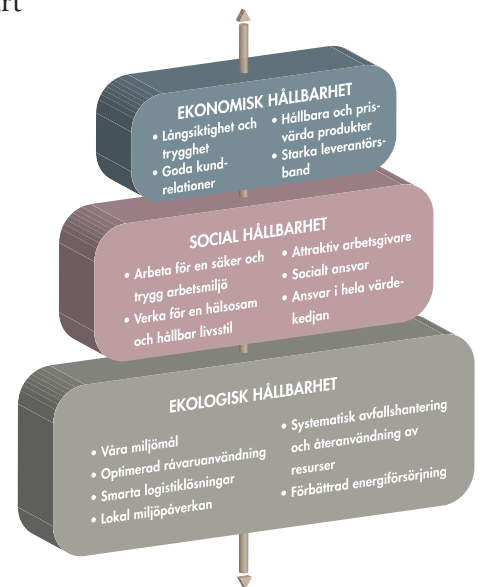 rt
EKONOMISK HÅLLBARHET
• Långsiktighet och
trygghet
• Goda kund-
relationer
• Hållbara och pris-
värda produkter
• Starka leverantörs-
band
SOCIAL HÅLLBARHET
• Arbeta för en säker och
trygg arbetsmiljö
• Verka för en hälsosam
och hållbar livsstil
• Attraktiv arbetsgivare
• Socialt ansvar
• Ansvar i hela värde-
kedjan
EKOLOGISK HÅLLBARHET
• Våra miljömål
• Optimerad råvaruanvändning
• Smarta logistiklösningar
• Lokal miljöpåverkan
• Systematisk avfallshantering
och återanvändning av
resurser
• Förbättrad energiförsörjning